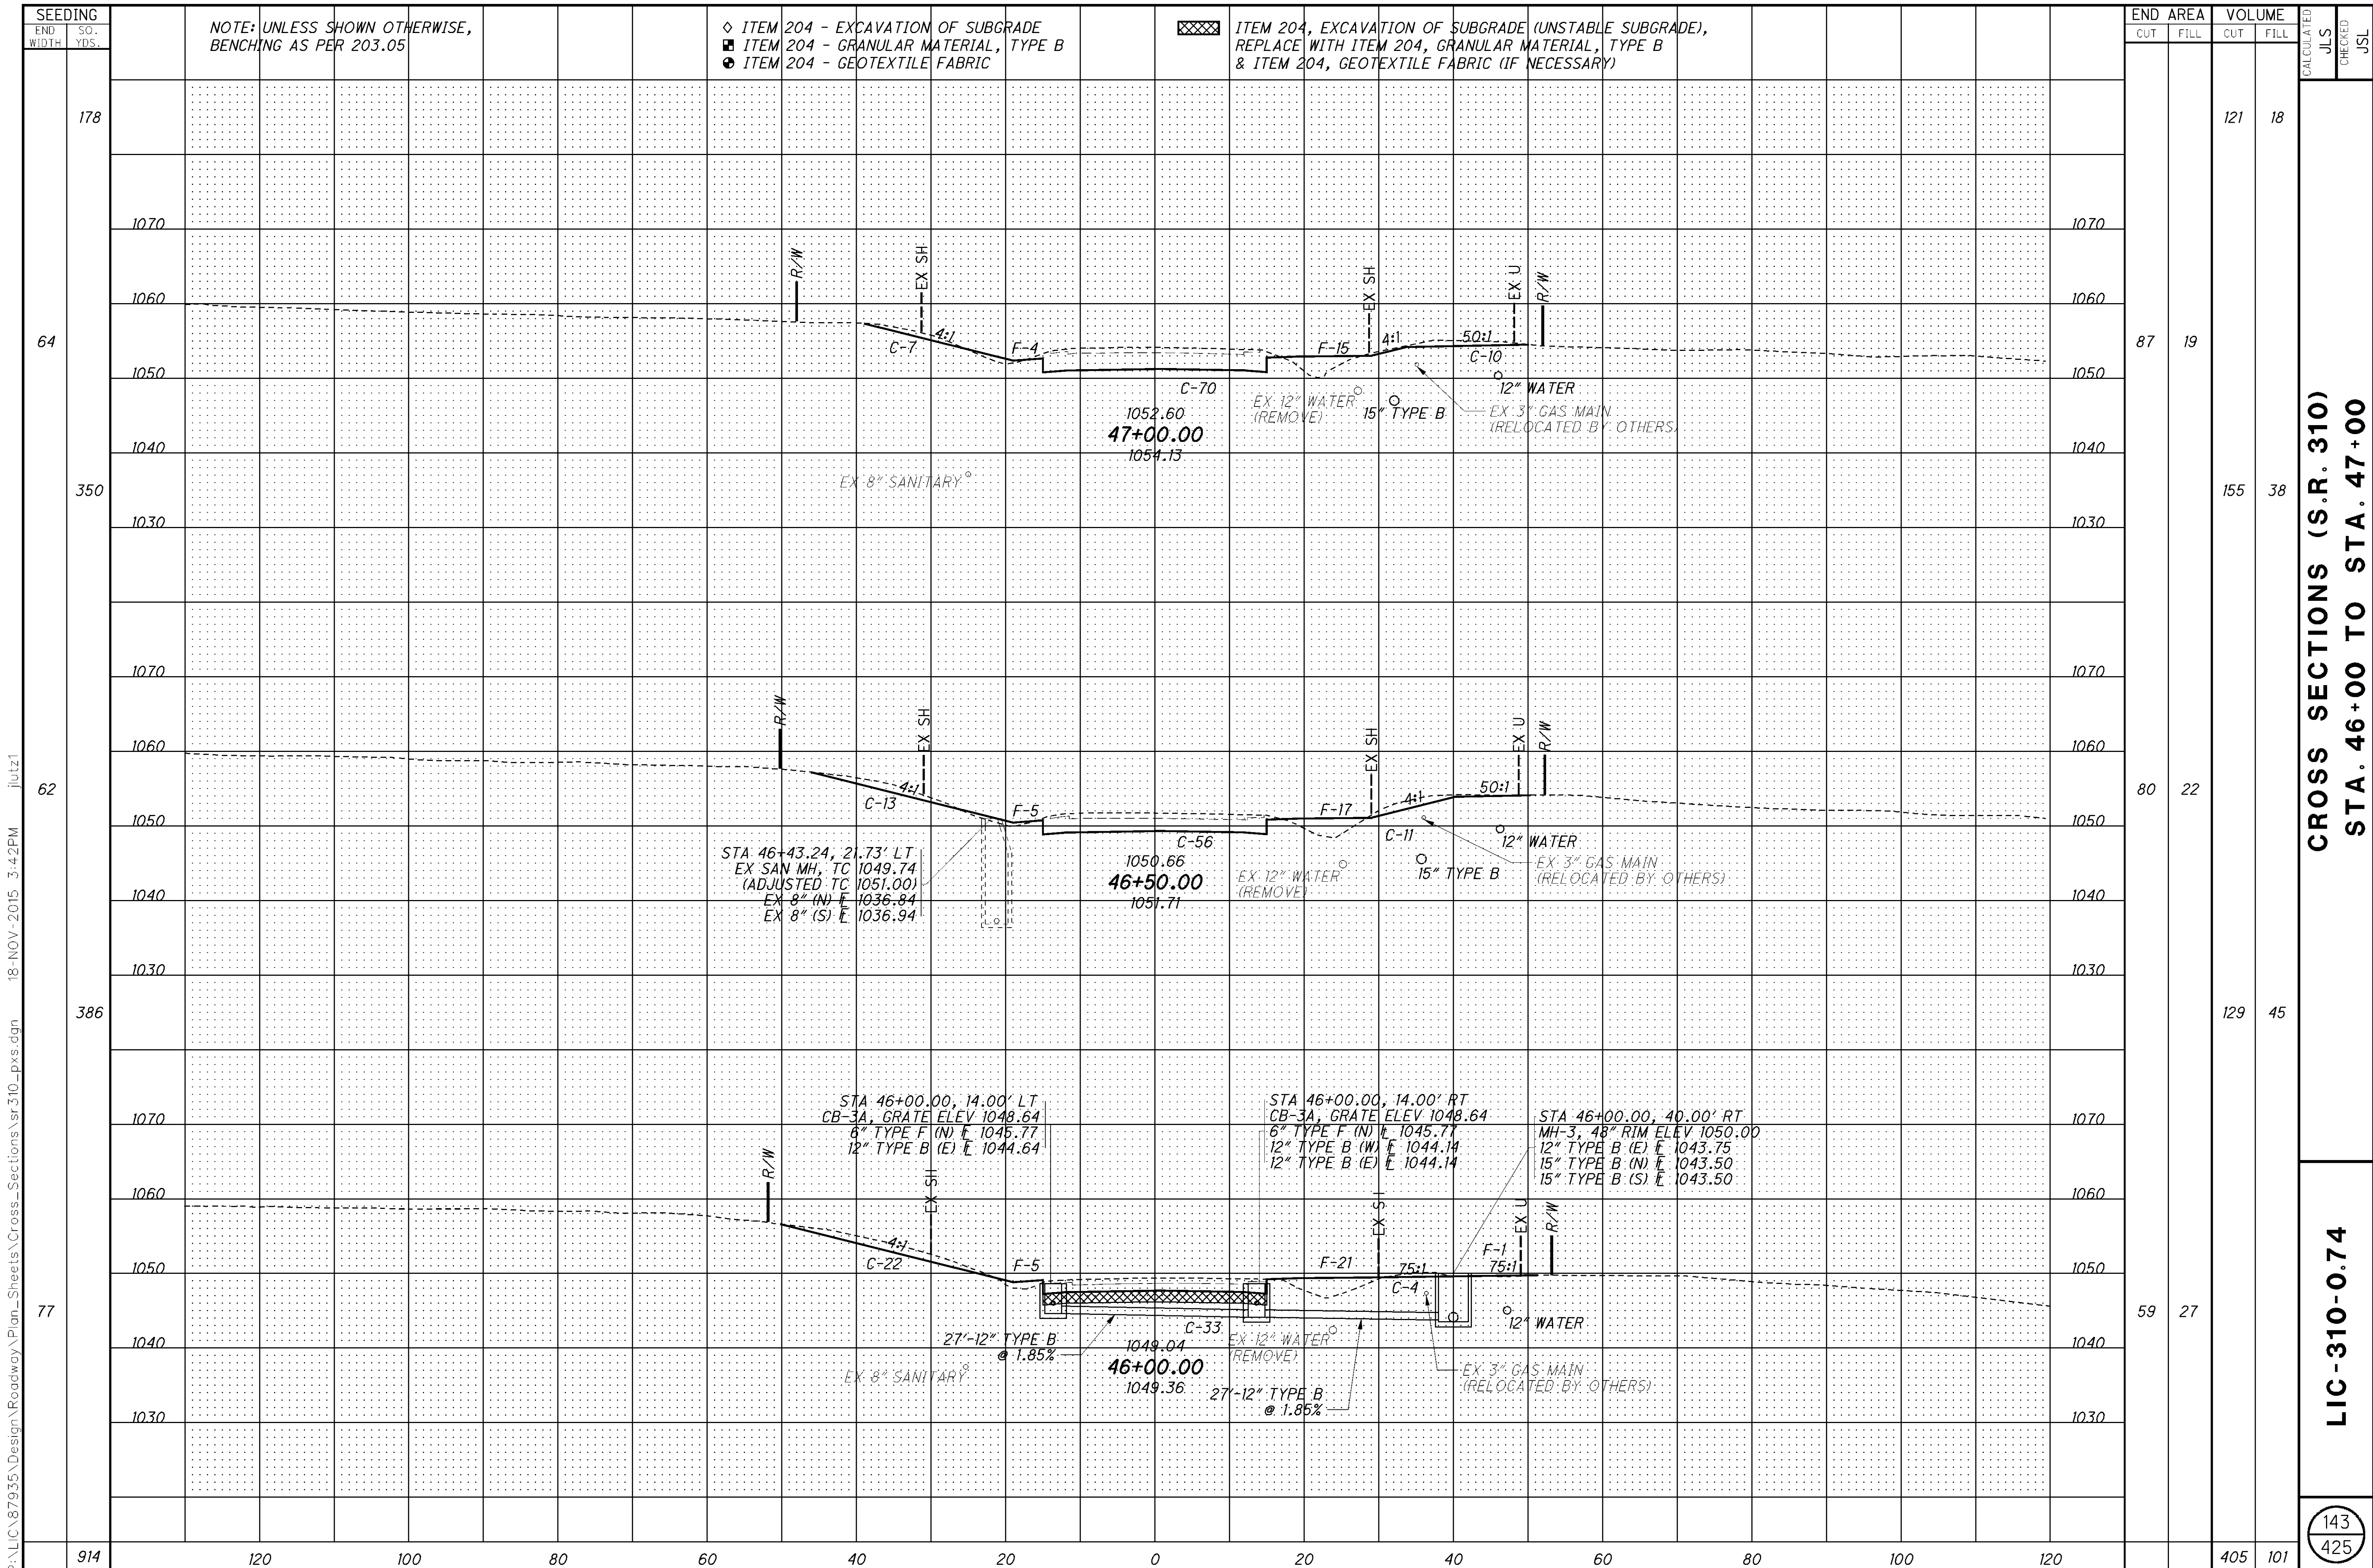 SEEDING
END WIDTH
SQ. YDS.
NOTE: UNLESS SHOWN OTHERWISE,
BENCHING AS PER 203.05
◇ ITEM 204 - EXCAVATION OF SUBGRADE
ITEM 204 - GRANULAR MATERIAL, TYPE B
ITEM 204 - GEOTEXTILE FABRIC
ITEM 204, EXCAVATION OF SUBGRADE (UNSTABLE SUBGRADE),
REPLACE WITH ITEM 204, GRANULAR MATERIAL, TYPE B
& ITEM 204, GEOTEXTILE FABRIC (IF NECESSARY)
END AREA
CUT FILL
VOLUME
CUT FILL
CALCULATED
JLS
CHECKED
JSL
178
121 18
1070 1070
R/W
EX SH
EX SH
EX U
R/W
1060 1060
64
4:1
C-7
F-4
F-15
4:1
50:1
C-10
87 19
1050 1050
C-70
12" WATER
EX 12" WATER
(REMOVE)
15" TYPE B
EX 3" GAS MAIN
(RELOCATED BY OTHERS)
1052.60
47+00.00
1054.13
1040 1040
EX 8" SANITARY
350
155 38
1030 1030
1070 1070
R/W
EX SH
EX SH
EX U
R/W
1060 1060
62
4:1
C-13
F-5
F-17
4:1
50:1
80 22
1050 1050
C-56
C-11
12" WATER
STA 46+43.24, 21.73' LT
EX SAN MH, TC 1049.74
(ADJUSTED TC 1051.00)
EX 8" (N) FL 1036.84
EX 8" (S) FL 1036.94
1050.66
46+50.00
1051.71
EX 12" WATER
(REMOVE)
15" TYPE B
EX 3" GAS MAIN
(RELOCATED BY OTHERS)
1040 1040
1030 1030
386
129 45
STA 46+00.00, 14.00' LT
CB-3A, GRATE ELEV 1048.64
6" TYPE F (N) FL 1045.77
12" TYPE B (E) FL 1044.64
STA 46+00.00, 14.00' RT
CB-3A, GRATE ELEV 1048.64
6" TYPE F (N) FL 1045.77
12" TYPE B (W) FL 1044.14
12" TYPE B (E) FL 1044.14
STA 46+00.00, 40.00' RT
MH-3, 48" RIM ELEV 1050.00
12" TYPE B (E) FL 1043.75
15" TYPE B (N) FL 1043.50
15" TYPE B (S) FL 1043.50
1070 1070
R/W
EX SH
EX U
R/W
1060 1060
4:1
C-22
F-5
F-21
75:1
C-4
F-1
75:1
1050 1050
77
59 27
C-33
12" WATER
27'-12" TYPE B
@ 1.85%
1049.04
46+00.00
1049.36
EX 12" WATER
(REMOVE)
1040 1040
EX 8" SANITARY
27'-12" TYPE B
@ 1.85%
EX 3" GAS MAIN
(RELOCATED BY OTHERS)
1030 1030
914
120 100 80 60 40 20 0 20 40 60 80 100 120
405 101
CROSS SECTIONS (S.R. 310)
STA. 46+00 TO STA. 47+00
LIC-310-0.74
143
425
\LIC\87935\Design\Roadway\Plan_Sheets\Cross_Sections\sr310_pxs.dgn 18-NOV-2015 3:42PM jlutz1